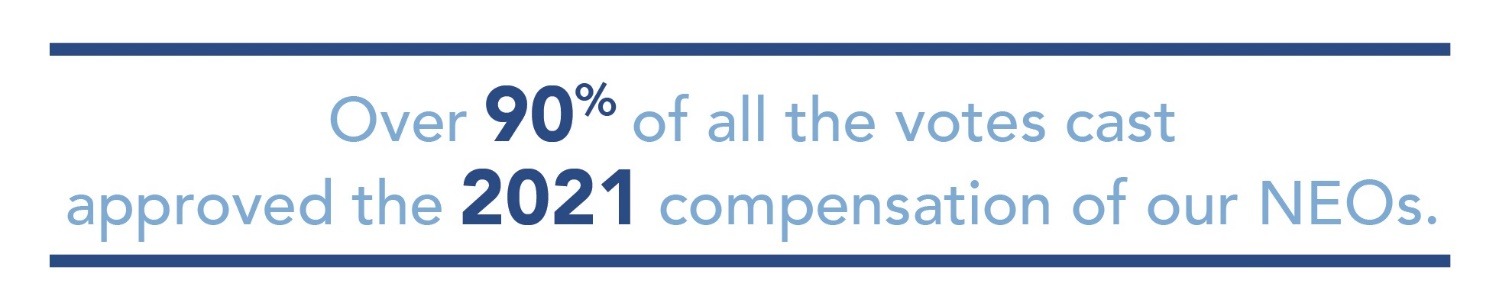 Over 90% of all the votes cast
approved the 2021 compensation of our NEOs.